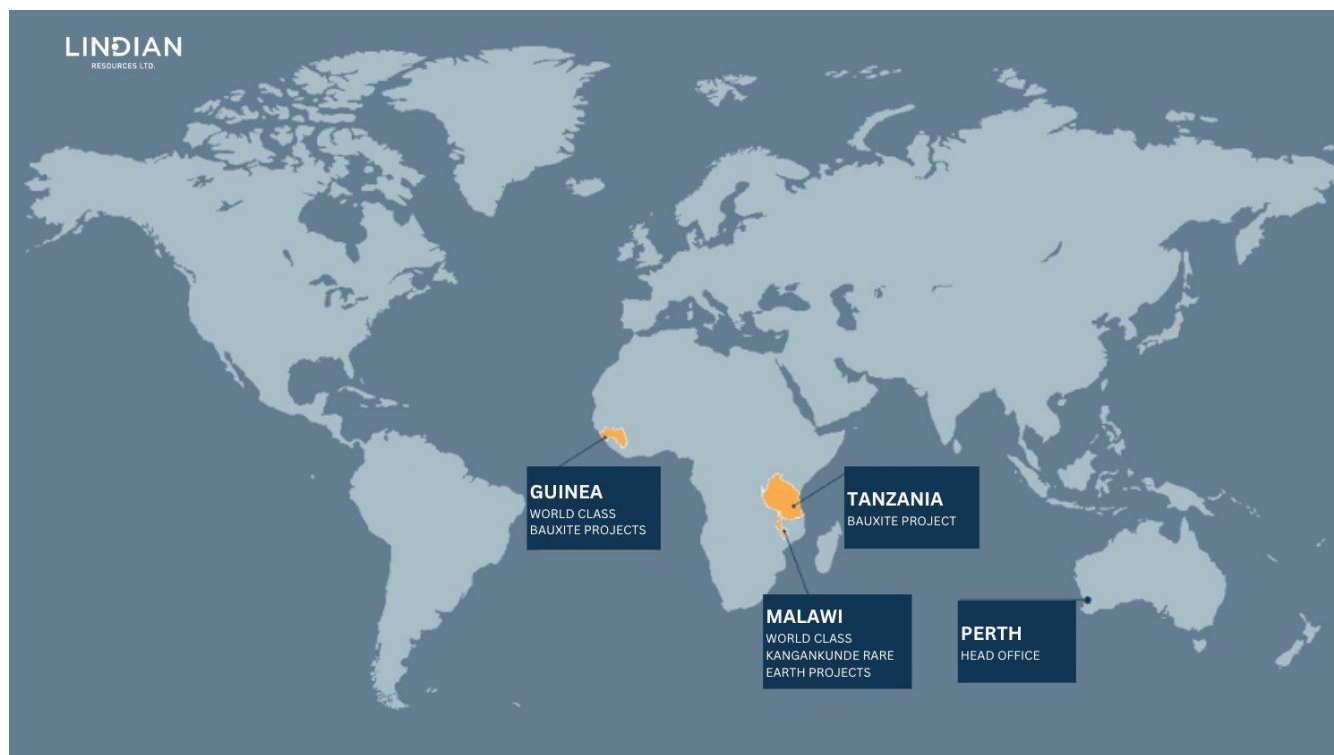 LINDIAN
RESOURCES LTD.
GUINEA
WORLD CLASS
BAUXITE PROJECTS
TANZANIA
BAUXITE PROJECT
MALAWI
WORLD CLASS
KANGANKUNDE RARE
EARTH PROJECTS
PERTH
HEAD OFFICE